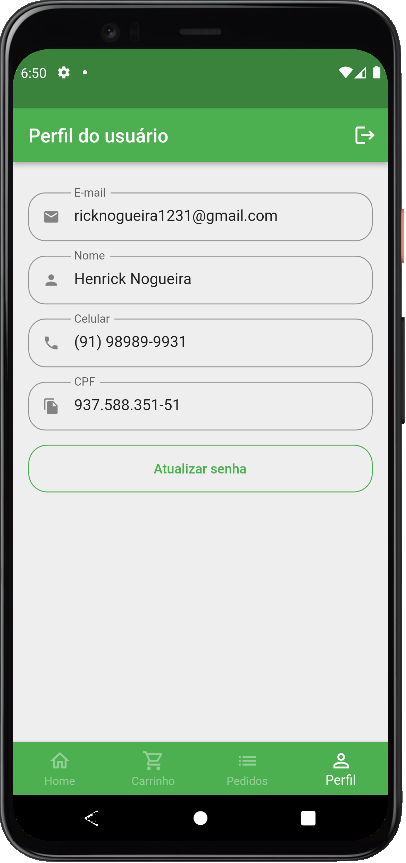 6:50
Perfil do usuário
E-mail
ricknogueira1231@gmail.com
Nome
Henrick Nogueira
Celular
(91) 98989-9931
CPF
937.588.351-51
Atualizar senha
Home
Carrinho
Pedidos
Perfil